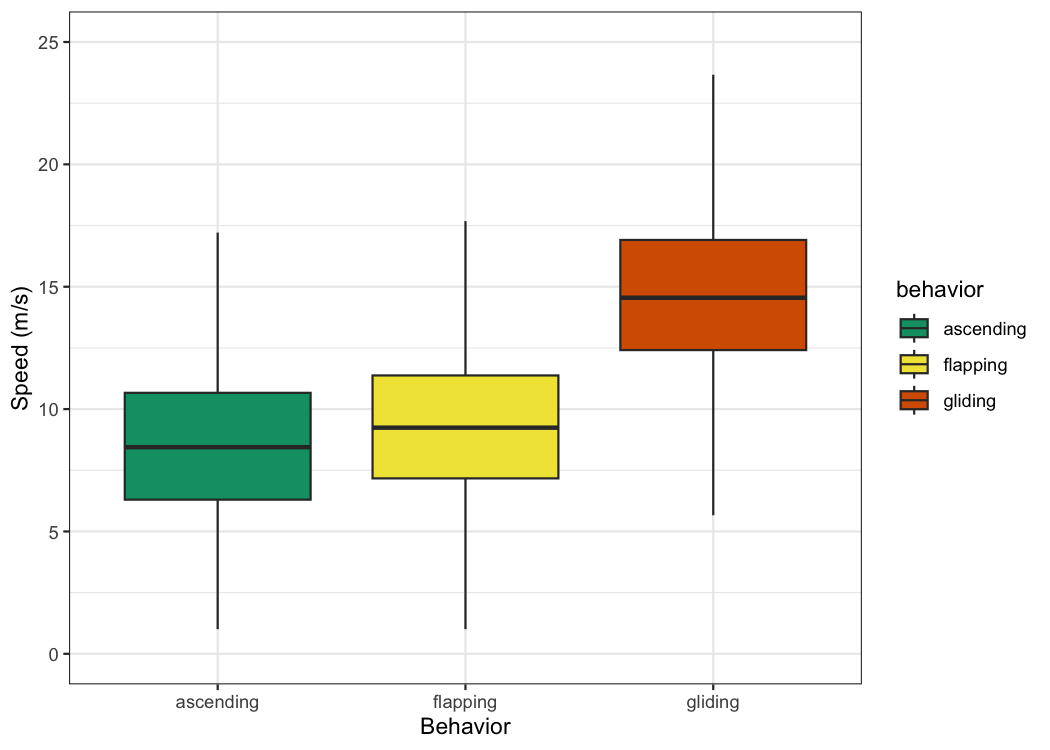 25
20
15
10
5
0
Speed (m/s)
ascending
flapping
gliding
Behavior
behavior
ascending
flapping
gliding